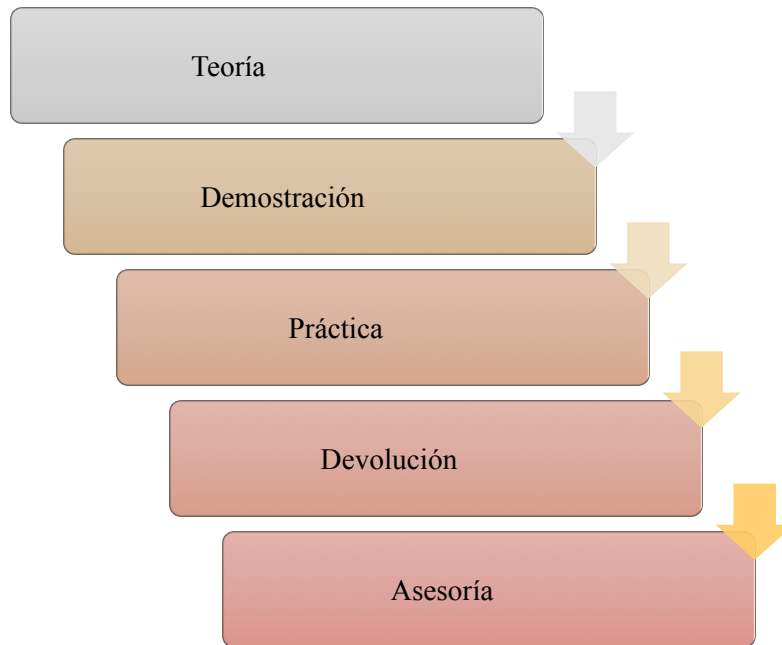 Teoría
Demostración
Práctica
Devolución
Asesoría